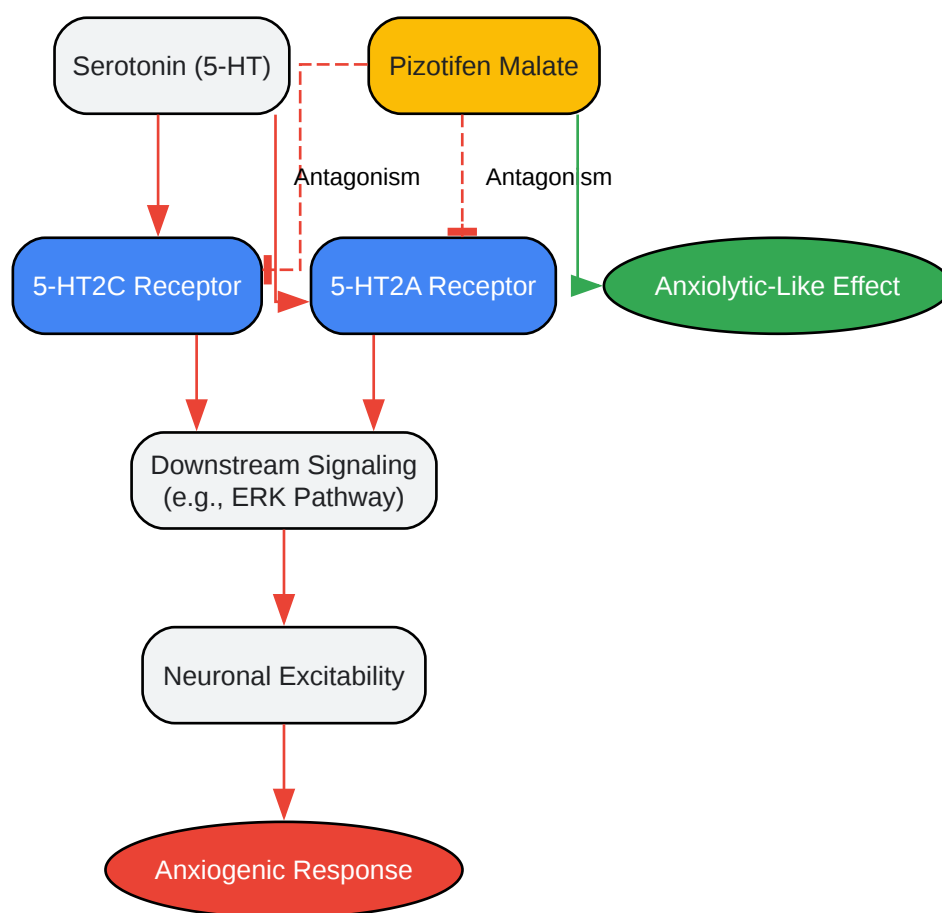 Serotonin (5-HT)
Pizotifen Malate
Antagonism
Antagonism
5-HT2C Receptor
5-HT2A Receptor
Anxiolytic-Like Effect
Downstream Signaling
(e.g., ERK Pathway)
Neuronal Excitability
Anxiogenic Response